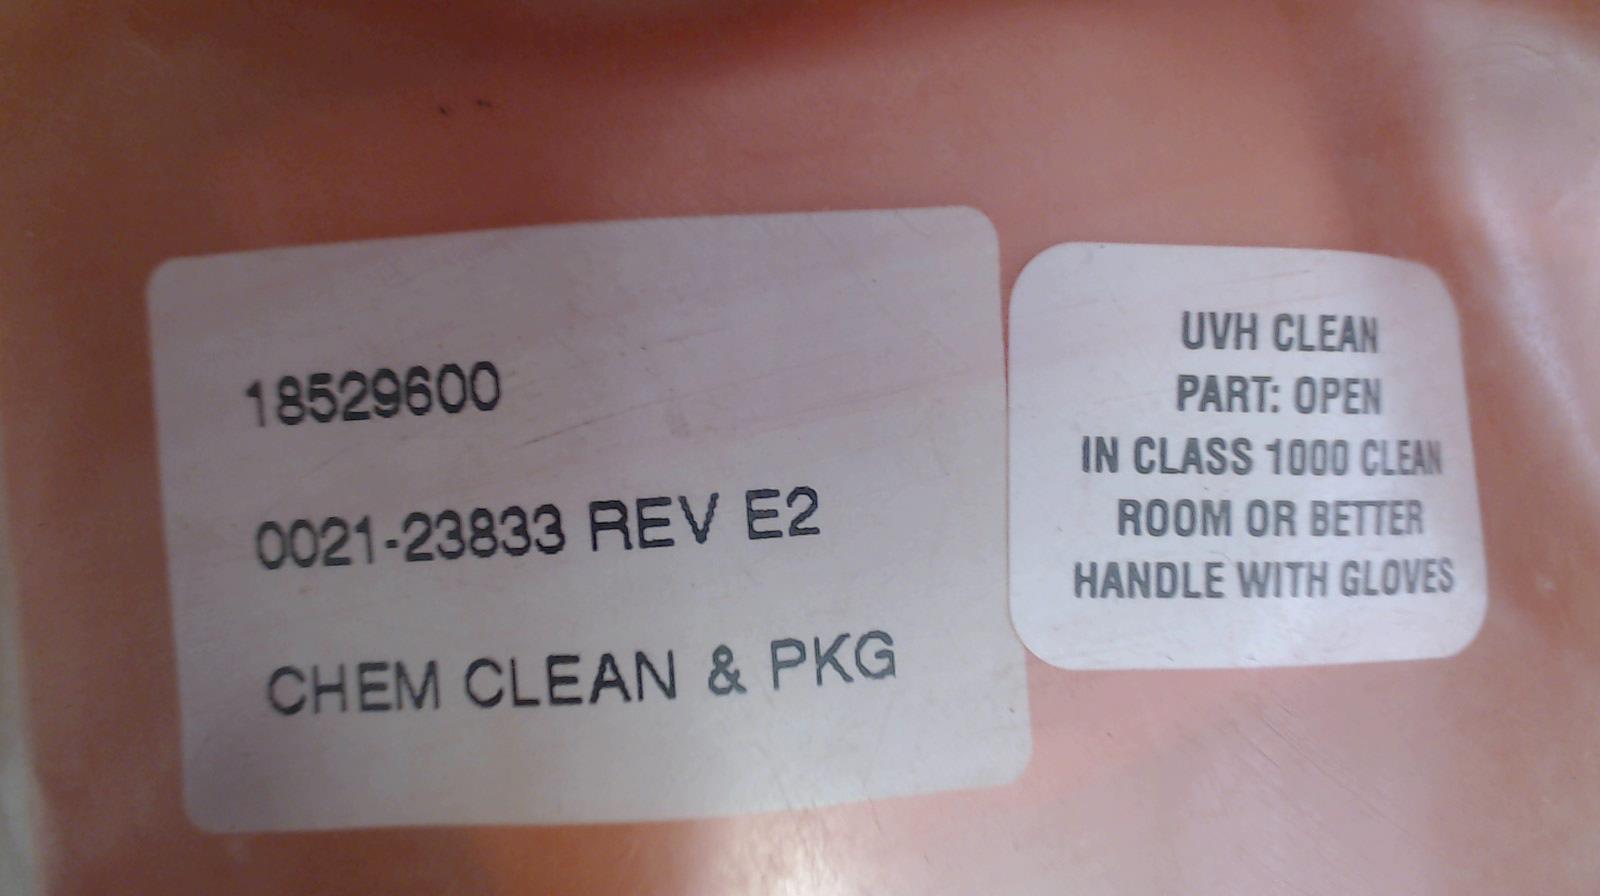 18529600
0021-23833 REV E2
CHEM CLEAN & PKG
UVH CLEAN
PART: OPEN
IN CLASS 1000 CLEAN
ROOM OR BETTER
HANDLE WITH GLOVES